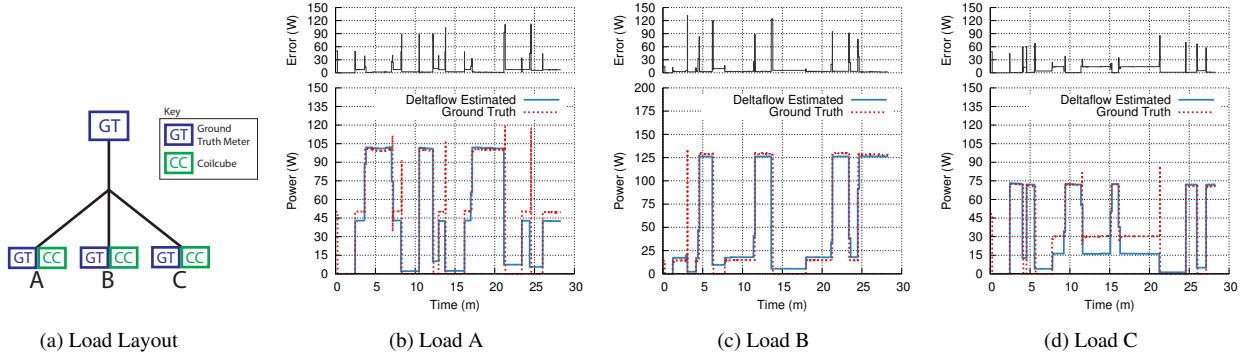 Key
GT
Ground
Truth Meter
CC
Coilcube
GT
GT CC
GT CC
GT CC
A
B
C
(a) Load Layout
150
120
90
60
30
0
Error (W)
150
135
120
105
90
75
60
45
30
15
0
Power (W)
Deltaflow Estimated
Ground Truth
0 5 10 15 20 25 30
Time (m)
(b) Load A
150
120
90
60
30
0
Error (W)
200
175
150
125
100
75
50
25
0
Power (W)
Deltaflow Estimated
Ground Truth
0 5 10 15 20 25 30
Time (m)
(c) Load B
150
120
90
60
30
0
Error (W)
150
135
120
105
90
75
60
45
30
15
0
Power (W)
Deltaflow Estimated
Ground Truth
0 5 10 15 20 25 30
Time (m)
(d) Load C